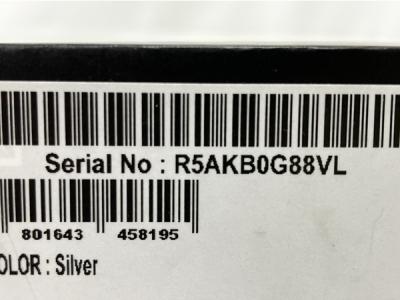 Serial No : R5AKB0G88VL
801643 458195
OLOR : Silver